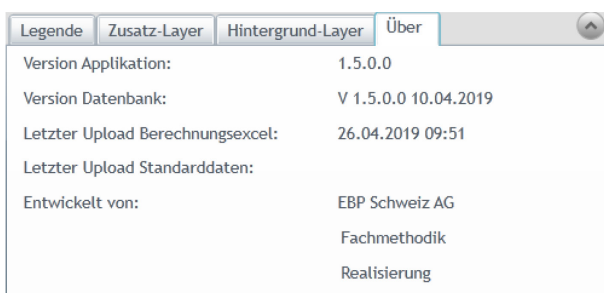 Legende Zusatz-Layer Hintergrund-Layer Über
Version Applikation: 1.5.0.0
Version Datenbank: V 1.5.0.0 10.04.2019
Letzter Upload Berechnungsexcel: 26.04.2019 09:51
Letzter Upload Standarddaten:
Entwickelt von: EBP Schweiz AG
Fachmethodik
Realisierung